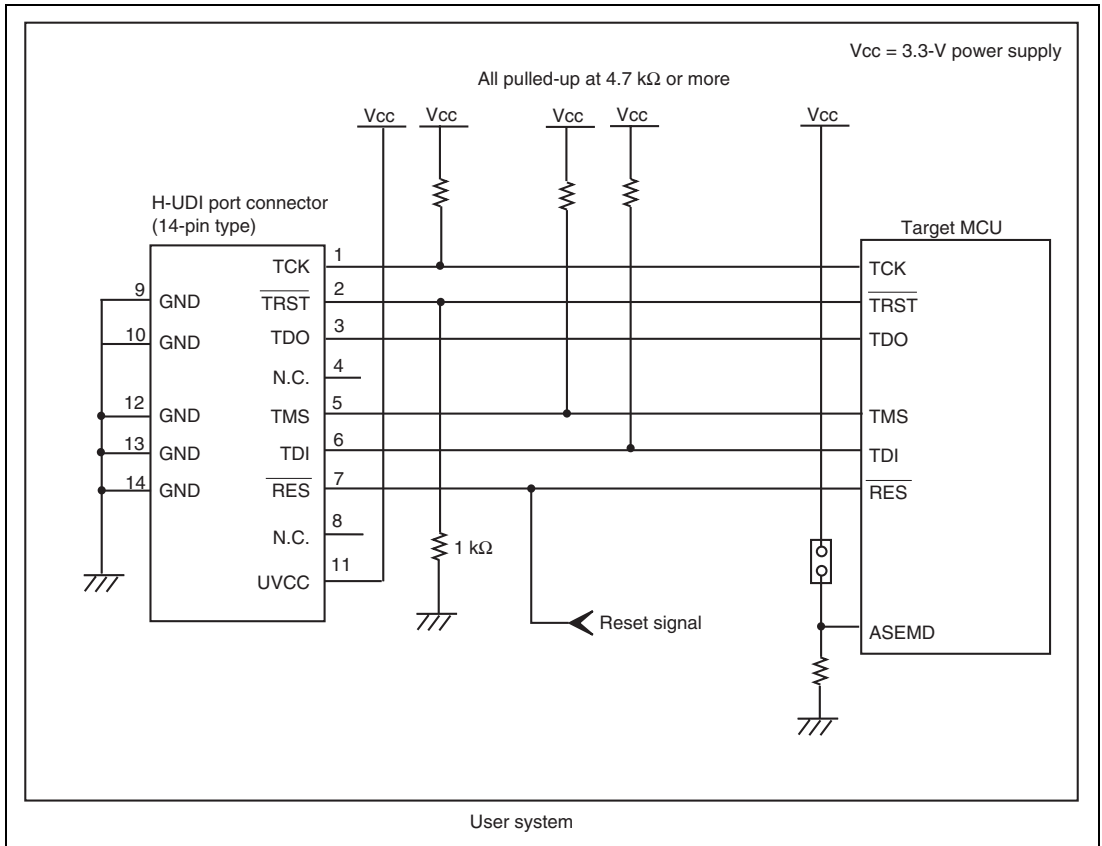 Vcc = 3.3-V power supply
All pulled-up at 4.7 kΩ or more
Vcc
Vcc
Vcc
Vcc
Vcc
H-UDI port connector
(14-pin type)
Target MCU
TCK
1
TCK
9
GND
TRST
2
TRST
10
GND
TDO
3
TDO
N.C.
4
12
GND
TMS
5
TMS
13
GND
TDI
6
TDI
14
GND
RES
7
RES
N.C.
8
1 kΩ
UVCC
11
Reset signal
ASEMD
User system